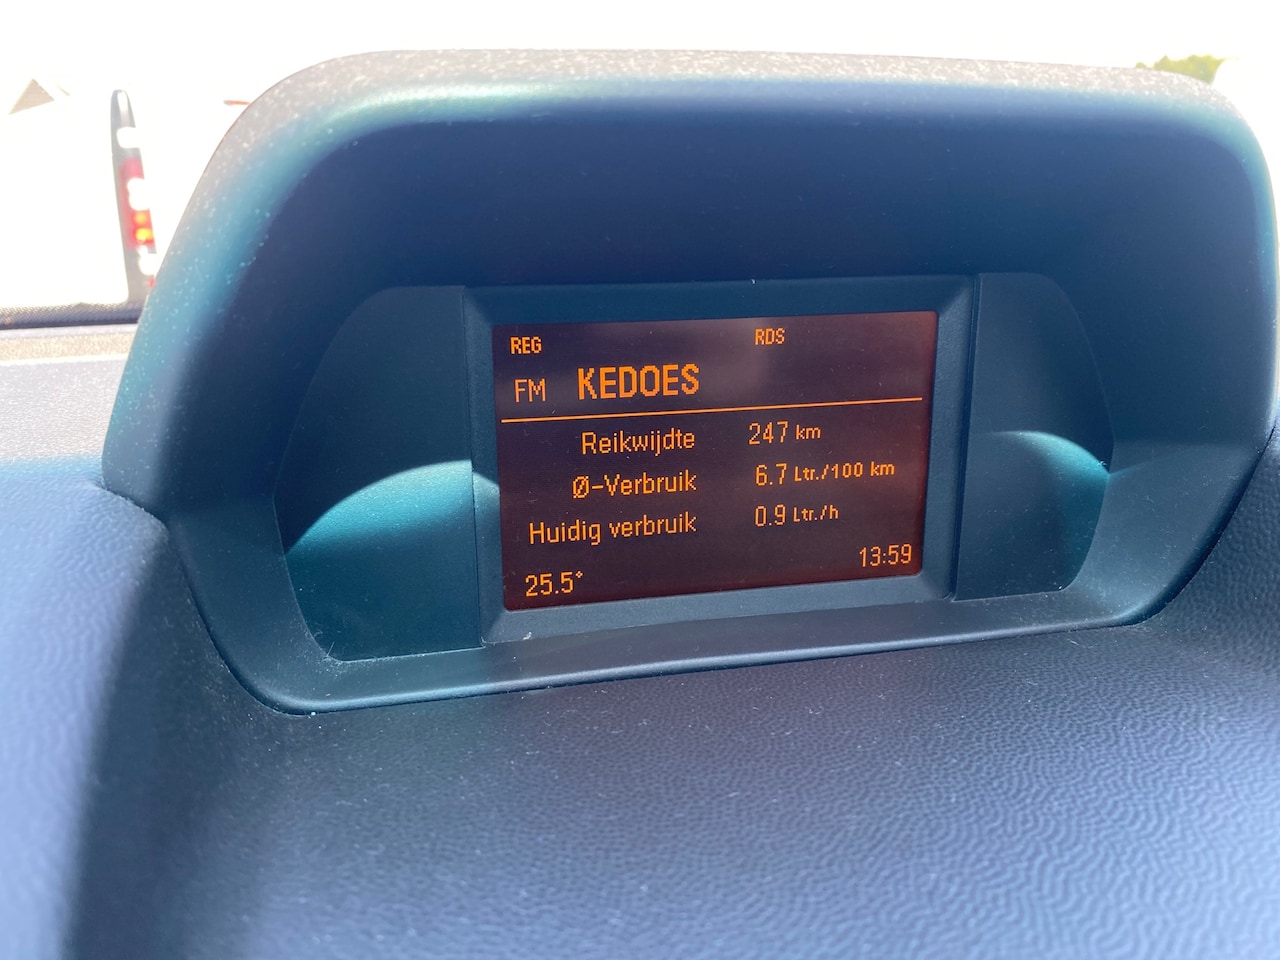 REG RDS
FM KEDOES
Reikwijdte 247 km
Ø-Verbruik 6.7 Ltr./100 km
Huidig verbruik 0.9 Ltr./h
25.5° 13:59